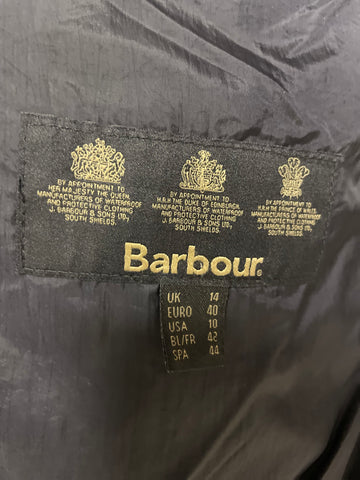 BY APPOINTMENT TO
HER MAJESTY THE QUEEN
MANUFACTURERS OF WATERPROOF
AND PROTECTIVE CLOTHING
J. BARBOUR & SONS LTD,
SOUTH SHIELDS.
BY APPOINTMENT TO
H.R.H. THE DUKE OF EDINBURGH
MANUFACTURERS OF WATERPROOF
AND PROTECTIVE CLOTHING
J. BARBOUR & SONS LTD,
SOUTH SHIELDS.
BY APPOINTMENT TO
H.R.H. THE PRINCE OF WALES
MANUFACTURERS OF WATERPROOF
AND PROTECTIVE CLOTHING
J. BARBOUR & SONS LTD,
SOUTH SHIELDS.
Barbour®
UK 14
EURO 40
USA 10
BL/FR 42
SPA 44